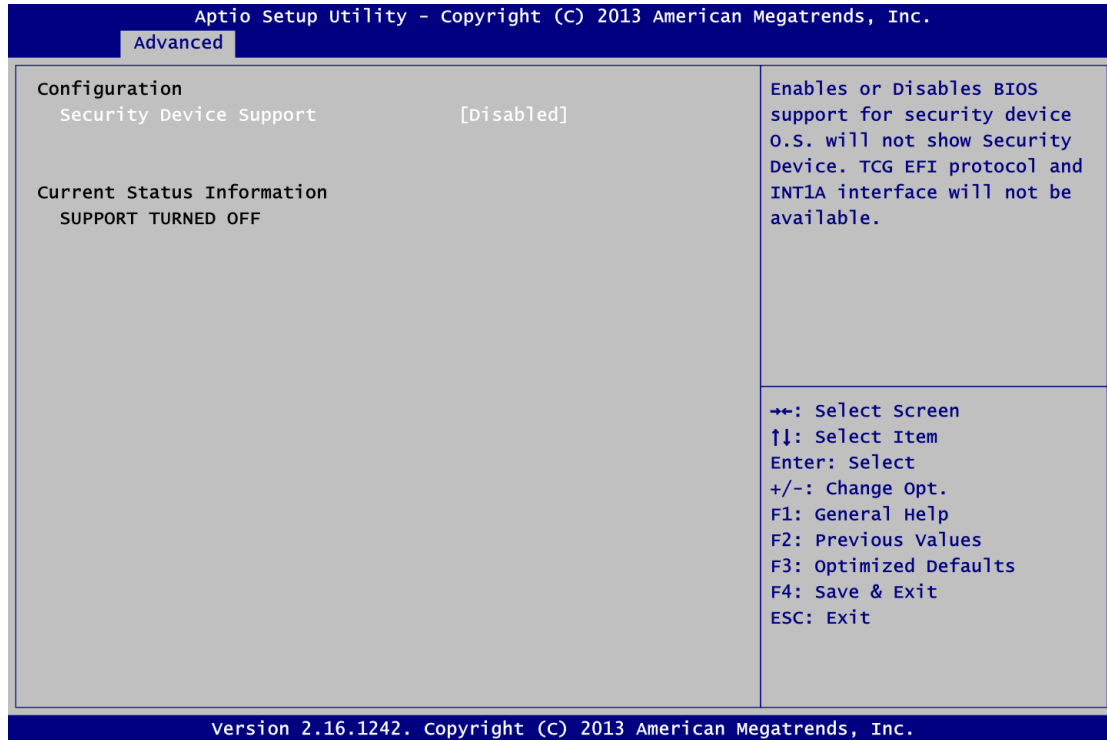 Aptio Setup Utility - Copyright (C) 2013 American Megatrends, Inc.
Advanced
Configuration
Security Device Support [Disabled]
Current Status Information
SUPPORT TURNED OFF
Enables or Disables BIOS
support for security device
O.S. will not show Security
Device. TCG EFI protocol and
INT1A interface will not be
available.
→←: Select Screen
↑↓: Select Item
Enter: Select
+/-: Change Opt.
F1: General Help
F2: Previous Values
F3: Optimized Defaults
F4: Save & Exit
ESC: Exit
Version 2.16.1242. Copyright (C) 2013 American Megatrends, Inc.